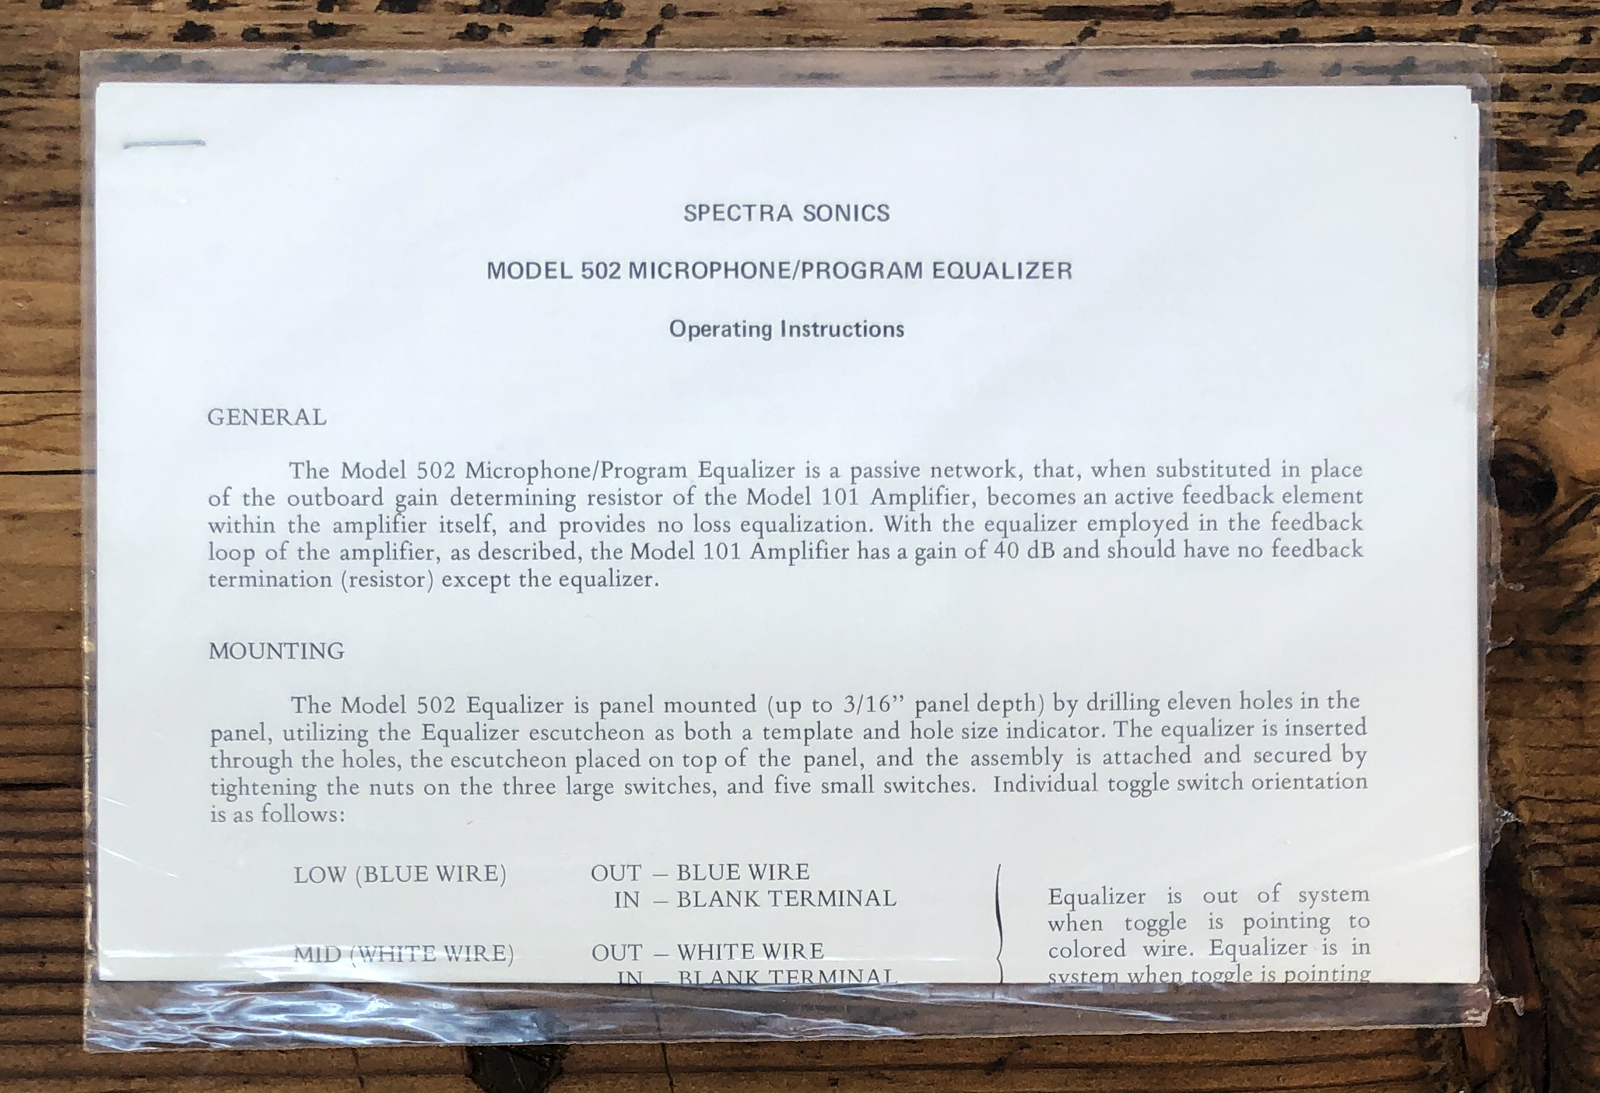 SPECTRA SONICS
MODEL 502 MICROPHONE/PROGRAM EQUALIZER
Operating Instructions
GENERAL
The Model 502 Microphone/Program Equalizer is a passive network, that, when substituted in place
of the outboard gain determining resistor of the Model 101 Amplifier, becomes an active feedback element
within the amplifier itself, and provides no loss equalization. With the equalizer employed in the feedback
loop of the amplifier, as described, the Model 101 Amplifier has a gain of 40 dB and should have no feedback
termination (resistor) except the equalizer.
MOUNTING
The Model 502 Equalizer is panel mounted (up to 3/16” panel depth) by drilling eleven holes in the
panel, utilizing the Equalizer escutcheon as both a template and hole size indicator. The equalizer is inserted
through the holes, the escutcheon placed on top of the panel, and the assembly is attached and secured by
tightening the nuts on the three large switches, and five small switches. Individual toggle switch orientation
is as follows:
LOW (BLUE WIRE) OUT – BLUE WIRE
IN – BLANK TERMINAL
MID (WHITE WIRE) OUT – WHITE WIRE
IN – BLANK TERMINAL
Equalizer is out of system
when toggle is pointing to
colored wire. Equalizer is in
system when toggle is pointing